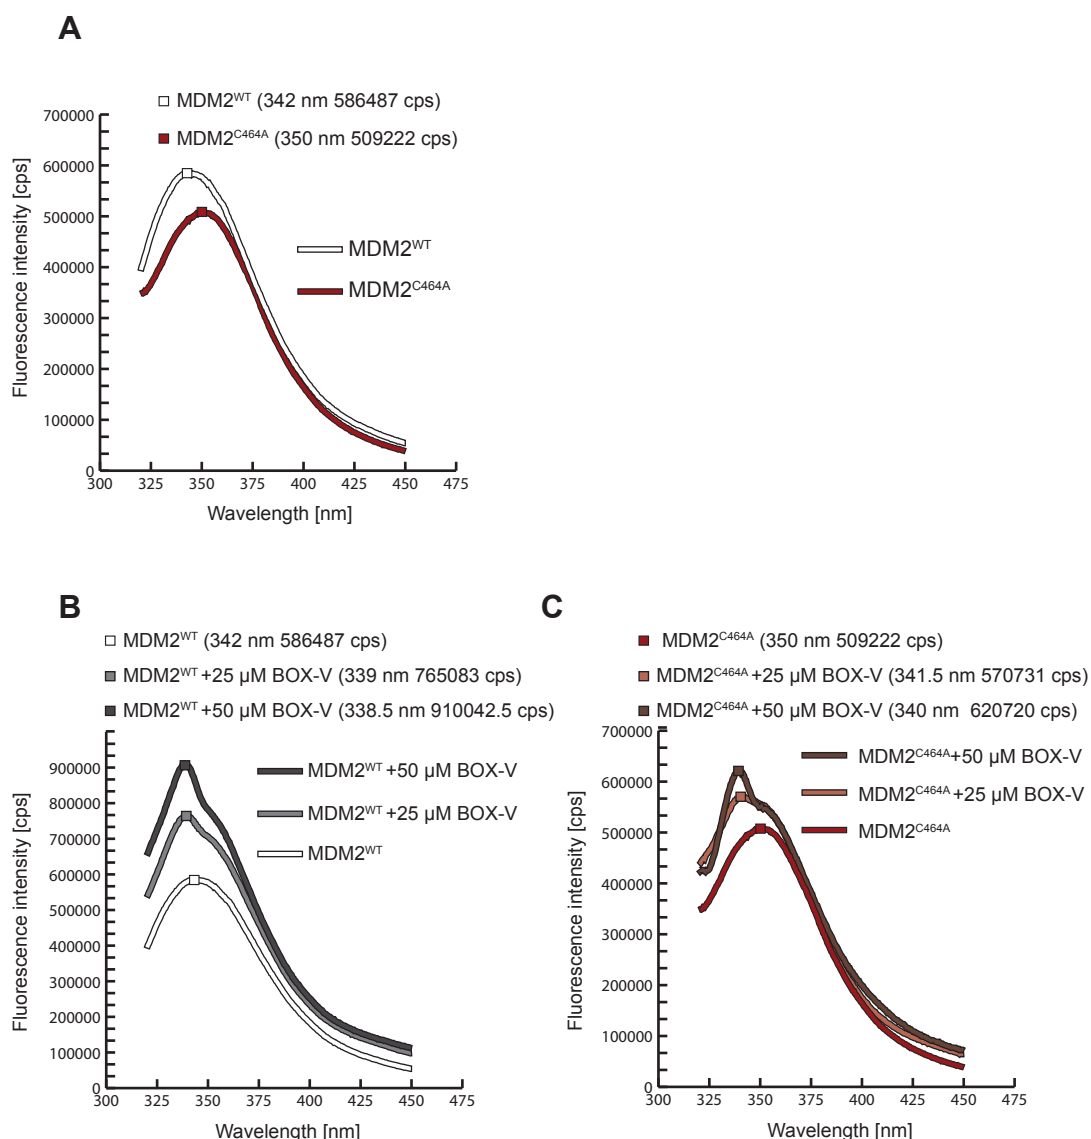 A
MDM2WT (342 nm 586487 cps)
MDM2C464A (350 nm 509222 cps)
700000
600000
500000
400000
300000
200000
100000
0
Fluorescence intensity [cps]
MDM2WT
MDM2C464A
300 325 350 375 400 425 450 475
Wavelength [nm]
B
MDM2WT (342 nm 586487 cps)
MDM2WT +25 µM BOX-V (339 nm 765083 cps)
MDM2WT +50 µM BOX-V (338.5 nm 910042.5 cps)
900000
800000
700000
600000
500000
400000
300000
200000
100000
0
Fluorescence intensity [cps]
MDM2WT +50 µM BOX-V
MDM2WT +25 µM BOX-V
MDM2WT
300 325 350 375 400 425 450 475
Wavelength [nm]
C
MDM2C464A (350 nm 509222 cps)
MDM2C464A +25 µM BOX-V (341.5 nm 570731 cps)
MDM2C464A +50 µM BOX-V (340 nm 620720 cps)
700000
600000
500000
400000
300000
200000
100000
0
Fluorescence intensity [cps]
MDM2C464A+50 µM BOX-V
MDM2C464A +25 µM BOX-V
MDM2C464A
300 325 350 375 400 425 450 475
Wavelength [nm]